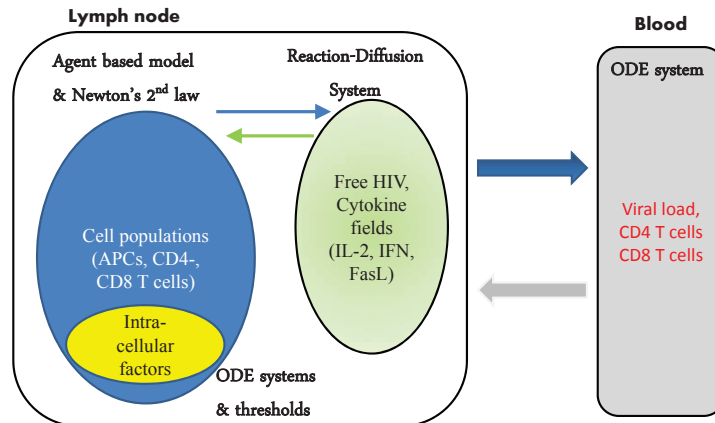 Lymph node
Agent based model
& Newton's 2nd law
Reaction-Diffusion
System
Cell populations
(APCs, CD4-,
CD8 T cells)
Intra-
cellular
factors
Free HIV,
Cytokine
fields
(IL-2, IFN,
FasL)
ODE systems
& thresholds
Blood
ODE system
Viral load,
CD4 T cells
CD8 T cells